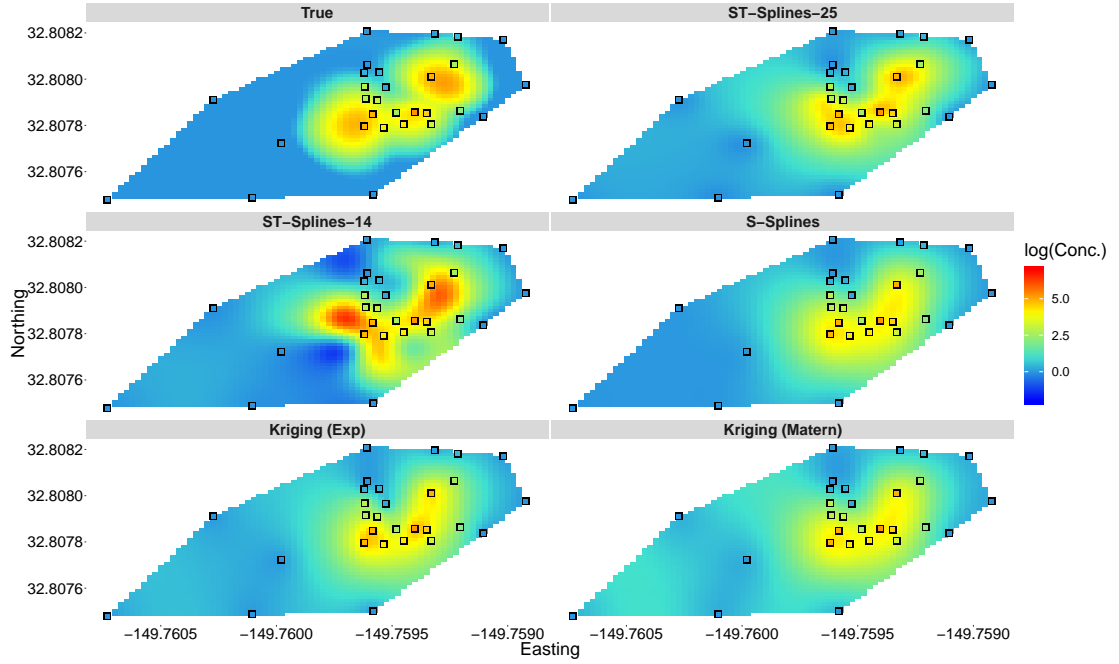 True
ST−Splines−25
32.8082
32.8080
32.8078
32.8076
ST−Splines−14
S−Splines
32.8082
32.8080
32.8078
32.8076
Northing
log(Conc.)
5.0
2.5
0.0
Kriging (Exp)
Kriging (Matern)
32.8082
32.8080
32.8078
32.8076
−149.7605
−149.7600
−149.7595
−149.7590
−149.7605
−149.7600
−149.7595
−149.7590
Easting